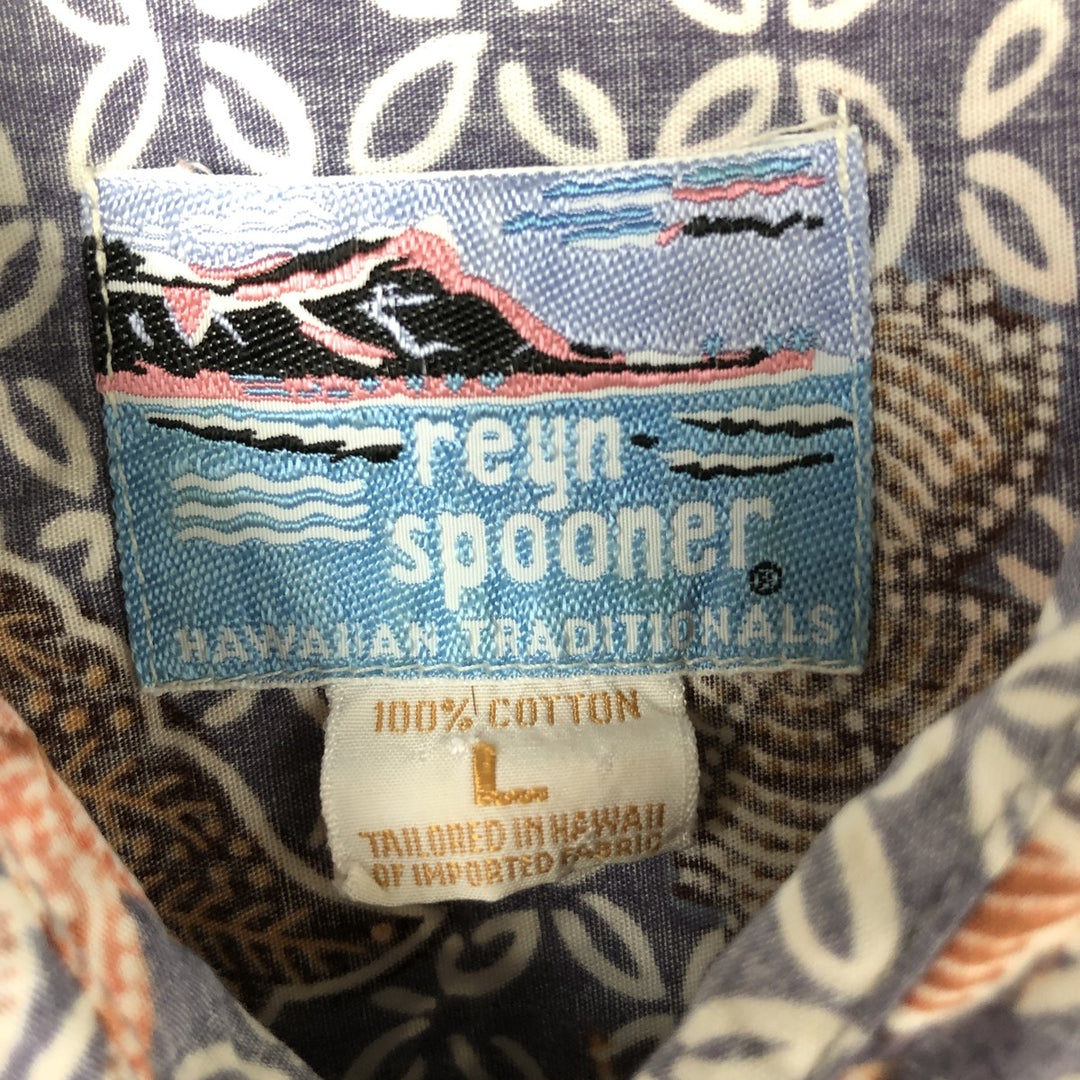 reyn
spooner®
HAWAIIAN TRADITIONALS
100% COTTON
L
TAILORED IN HAWAII
OF IMPORTED FABRIC